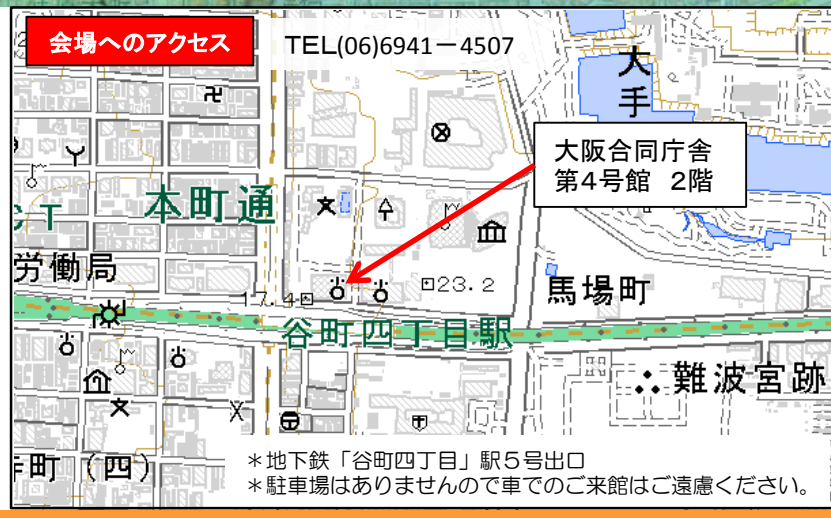 会場へのアクセス
TEL(06)6941－4507
大
手
大阪合同庁舎
第4号館　2階
本町通
CT
労働局
17.4
23.2
馬場町
谷町四丁目駅
難波宮跡
町(四)
＊地下鉄「谷町四丁目」駅５号出口
＊駐車場はありませんので車でのご来館はご遠慮ください。